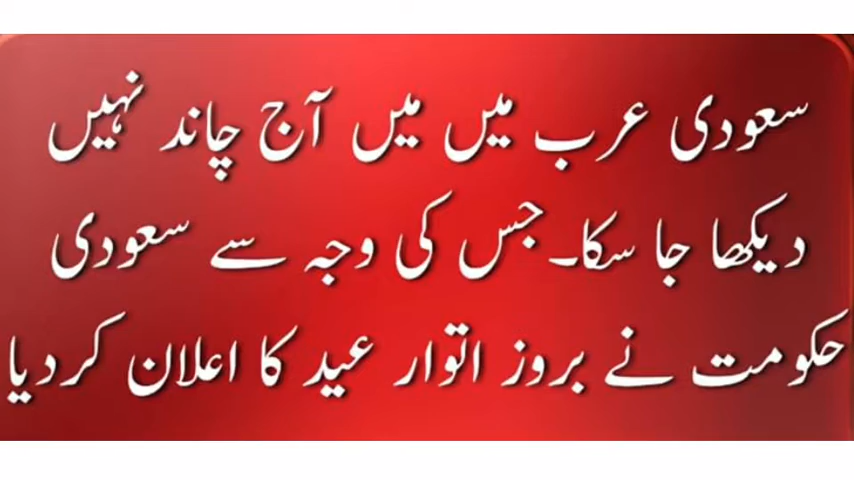 سعودی عرب میں میں آج چاند نہیں
دیکھا جا سکا۔ جس کی وجہ سے سعودی
حکومت نے بروز اتوار عید کا اعلان کردیا